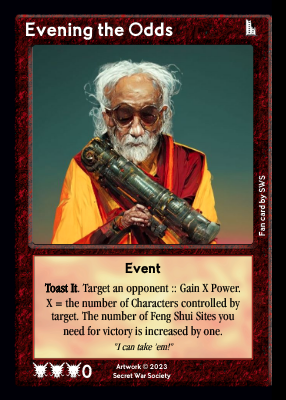 Evening the Odds
Fan card by SWS
Event
Toast It. Target an opponent :: Gain X Power.
X = the number of Characters controlled by
target. The number of Feng Shui Sites you
need for victory is increased by one.
"I can take 'em!"
0
Artwork © 2023
Secret War Society